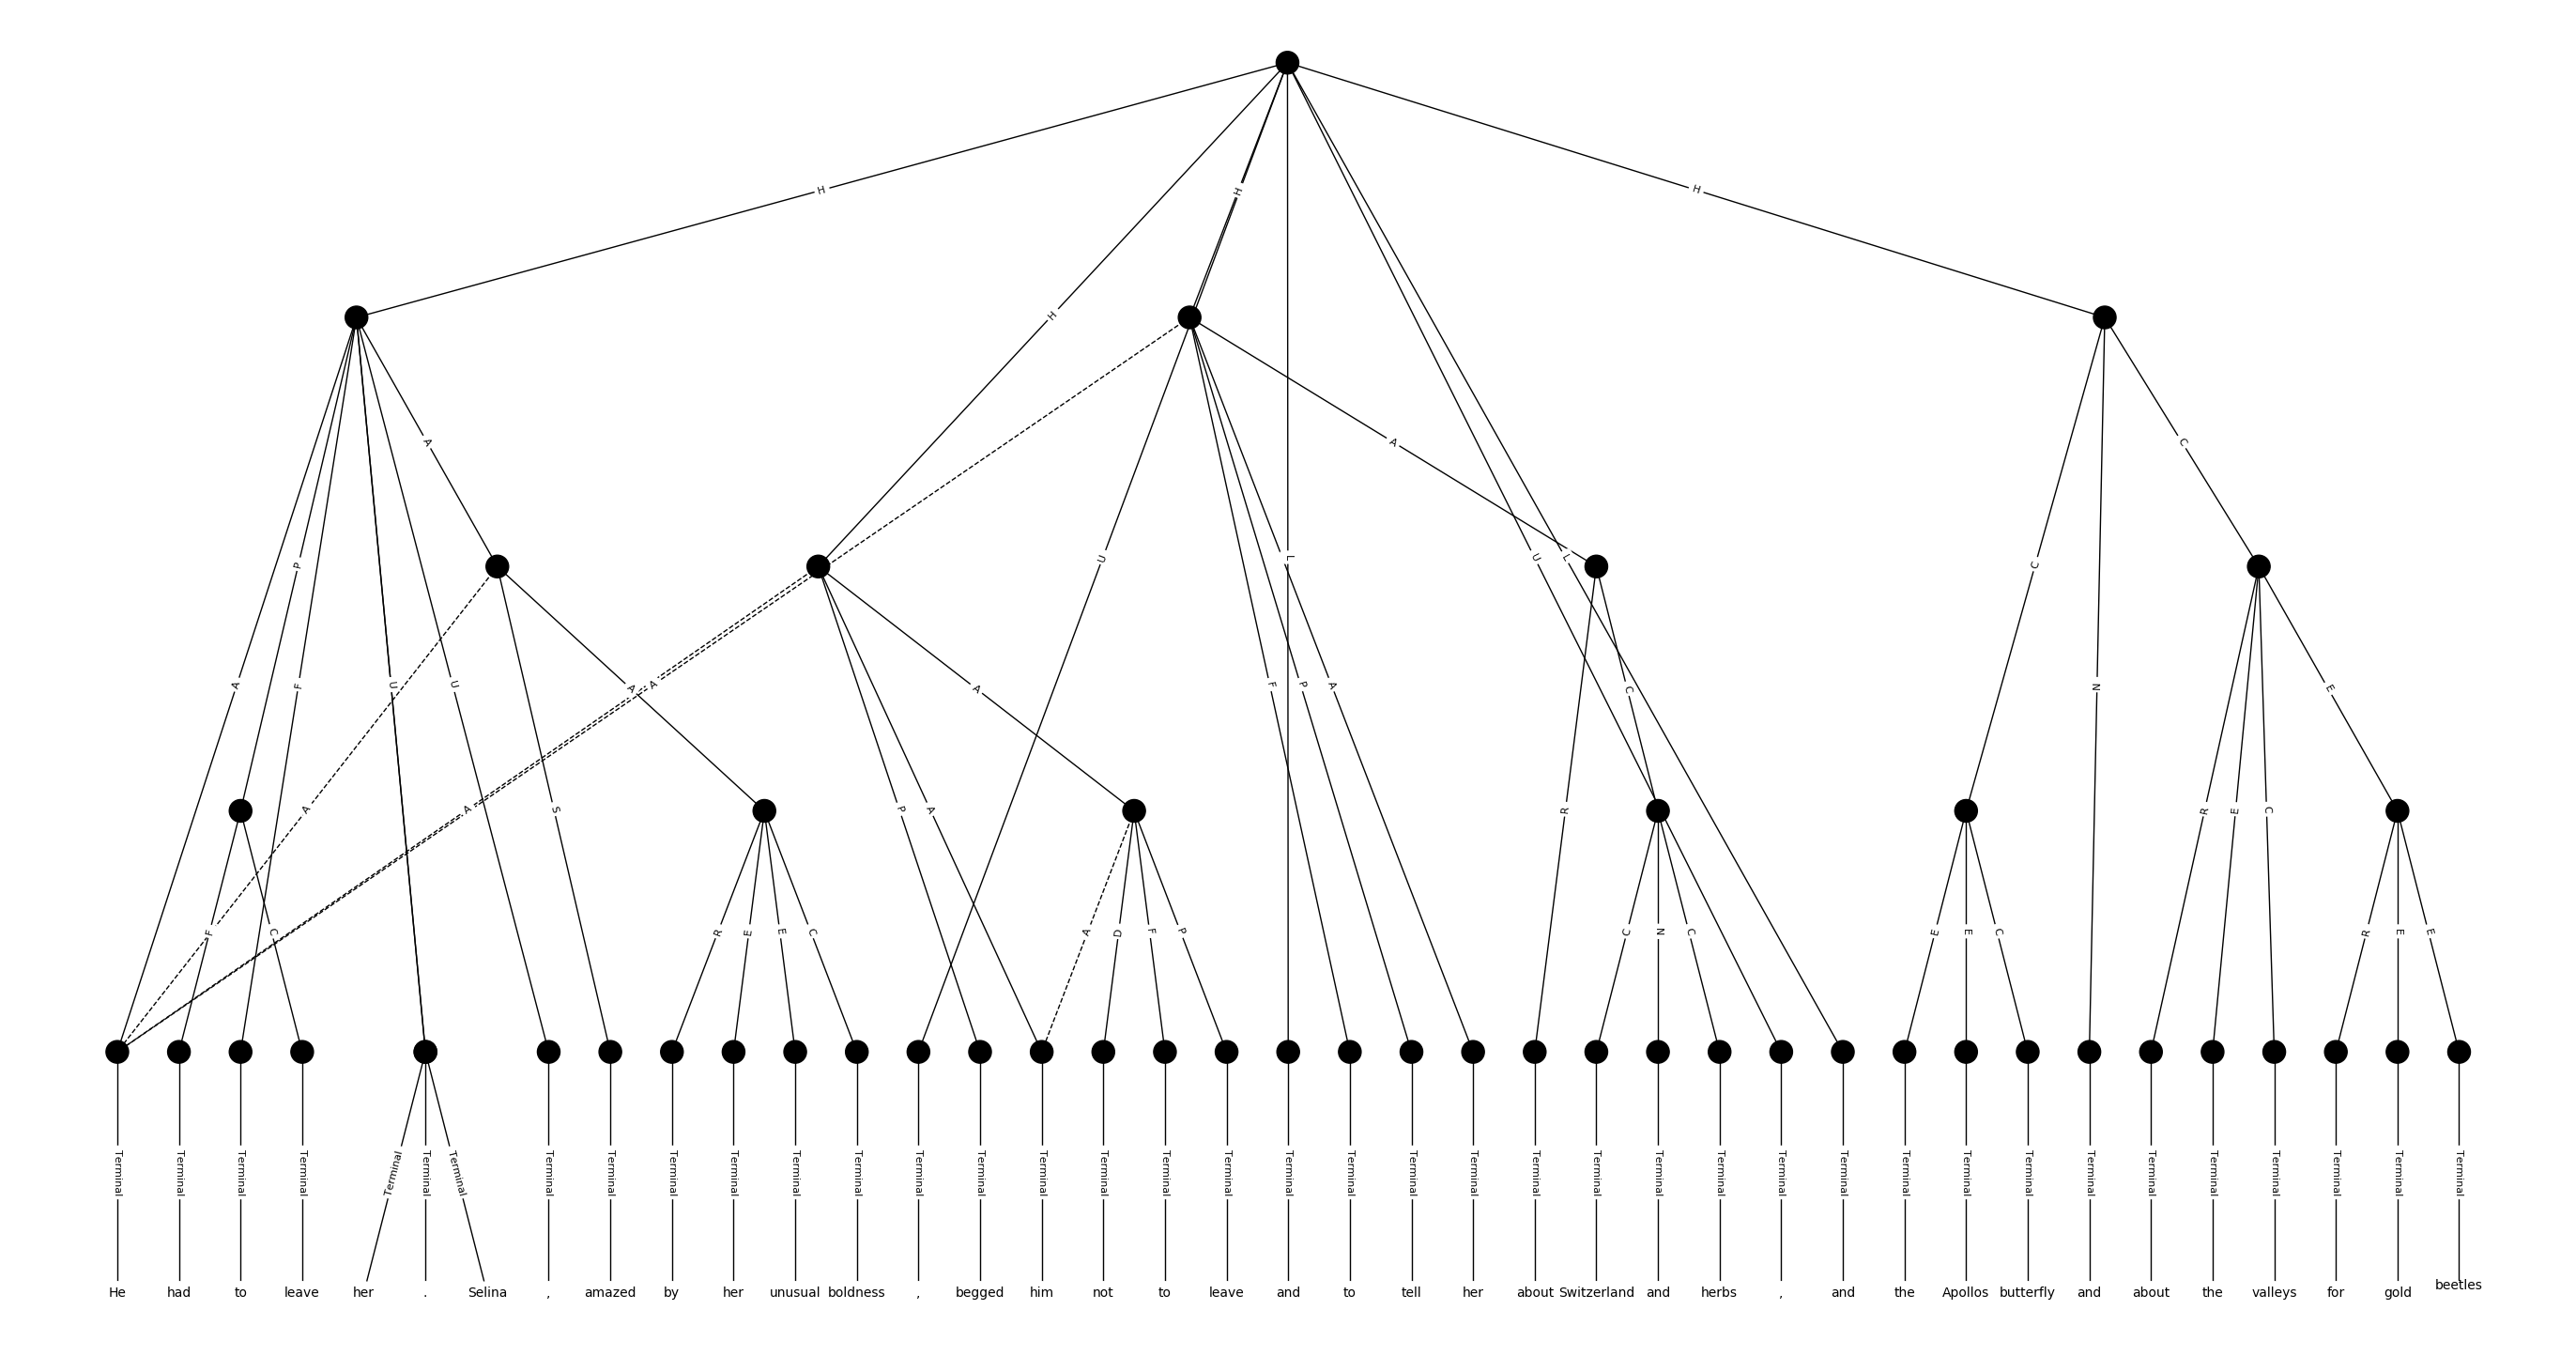 H H H H
A A C
H
P U L U L C
A F U U A A A F P A C N E
A A S P A R R E C
F C R E E C A D F P C N C E E C R E E
Terminal Terminal Terminal Terminal Terminal Terminal Terminal Terminal Terminal Terminal Terminal Terminal Terminal Terminal Terminal Terminal Terminal Terminal Terminal Terminal Terminal Terminal Terminal Terminal Terminal Terminal Terminal Terminal Terminal Terminal Terminal Terminal Terminal Terminal Terminal Terminal Terminal Terminal Terminal
He had to leave her . Selina , amazed by her unusual boldness , begged him not to leave and to tell her about Switzerland and herbs , and the Apollos butterfly and about the valleys for gold beetles